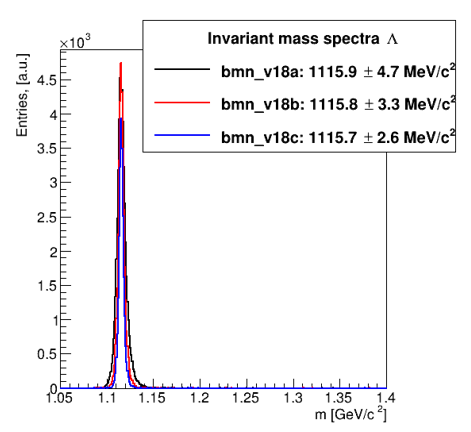 Invariant mass spectra Λ
bmn_v18a: 1115.9 ± 4.7 MeV/c²
bmn_v18b: 1115.8 ± 3.3 MeV/c²
bmn_v18c: 1115.7 ± 2.6 MeV/c²
×10³
Entries, [a.u.]
4.5
4
3.5
3
2.5
2
1.5
1
0.5
0
1.05 1.1 1.15 1.2 1.25 1.3 1.35 1.4
m [GeV/c²]